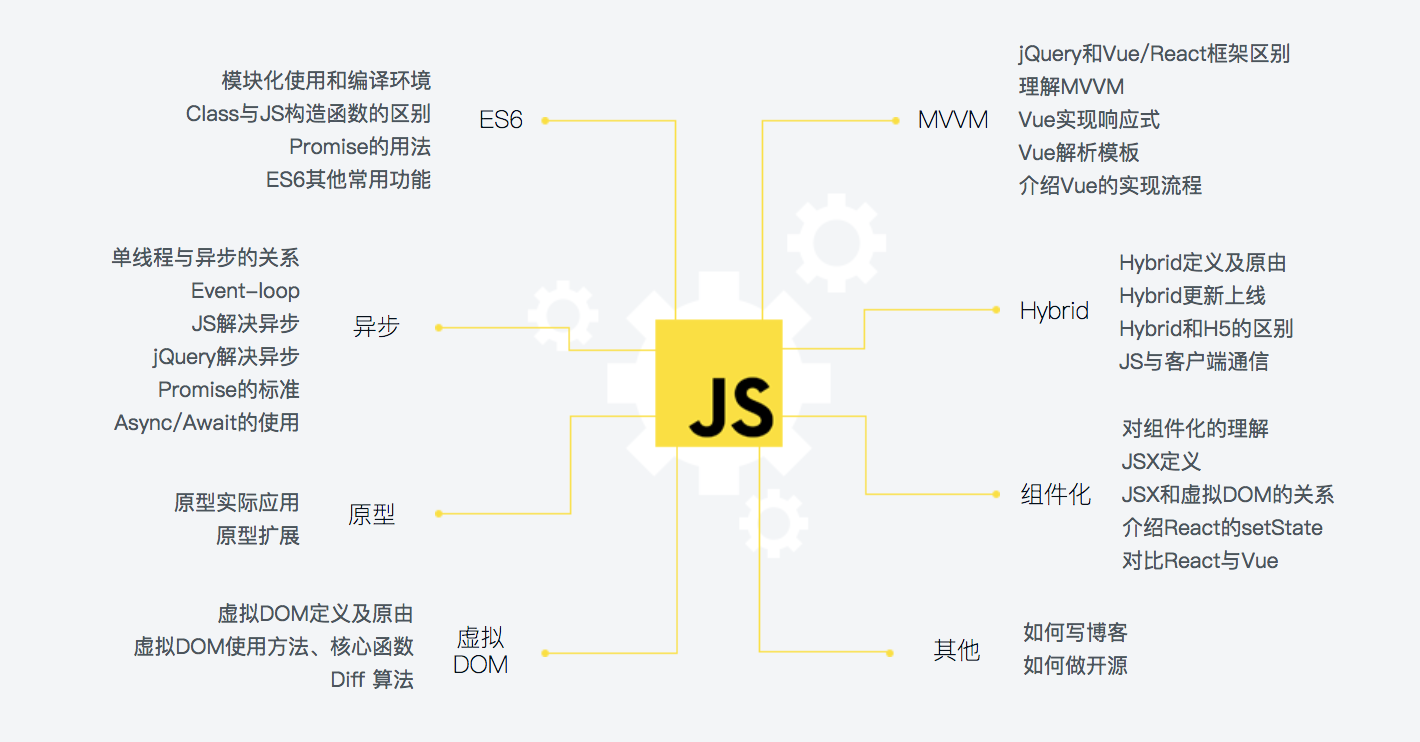 模块化使用和编译环境
Class与JS构造函数的区别
Promise的用法
ES6其他常用功能
ES6
单线程与异步的关系
Event-loop
JS解决异步
jQuery解决异步
Promise的标准
Async/Await的使用
异步
原型实际应用
原型扩展
原型
虚拟DOM定义及原由
虚拟DOM使用方法、核心函数
Diff 算法
虚拟
DOM
JS
MVVM
jQuery和Vue/React框架区别
理解MVVM
Vue实现响应式
Vue解析模板
介绍Vue的实现流程
Hybrid
Hybrid定义及原由
Hybrid更新上线
Hybrid和H5的区别
JS与客户端通信
组件化
对组件化的理解
JSX定义
JSX和虚拟DOM的关系
介绍React的setState
对比React与Vue
其他
如何写博客
如何做开源